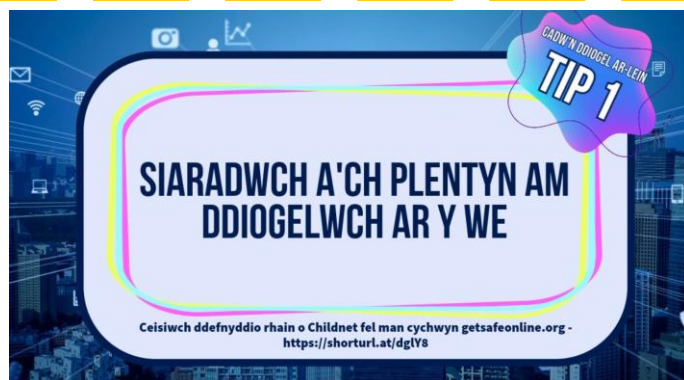 CADW'N DDIOGEL AR-LEIN
TIP 1
SIARADWCH A'CH PLENTYN AM
DDIOGELWCH AR Y WE
Ceisiwch ddefnyddio rhain o Childnet fel man cychwyn getsafeonline.org -
https://shorturl.at/dglY8